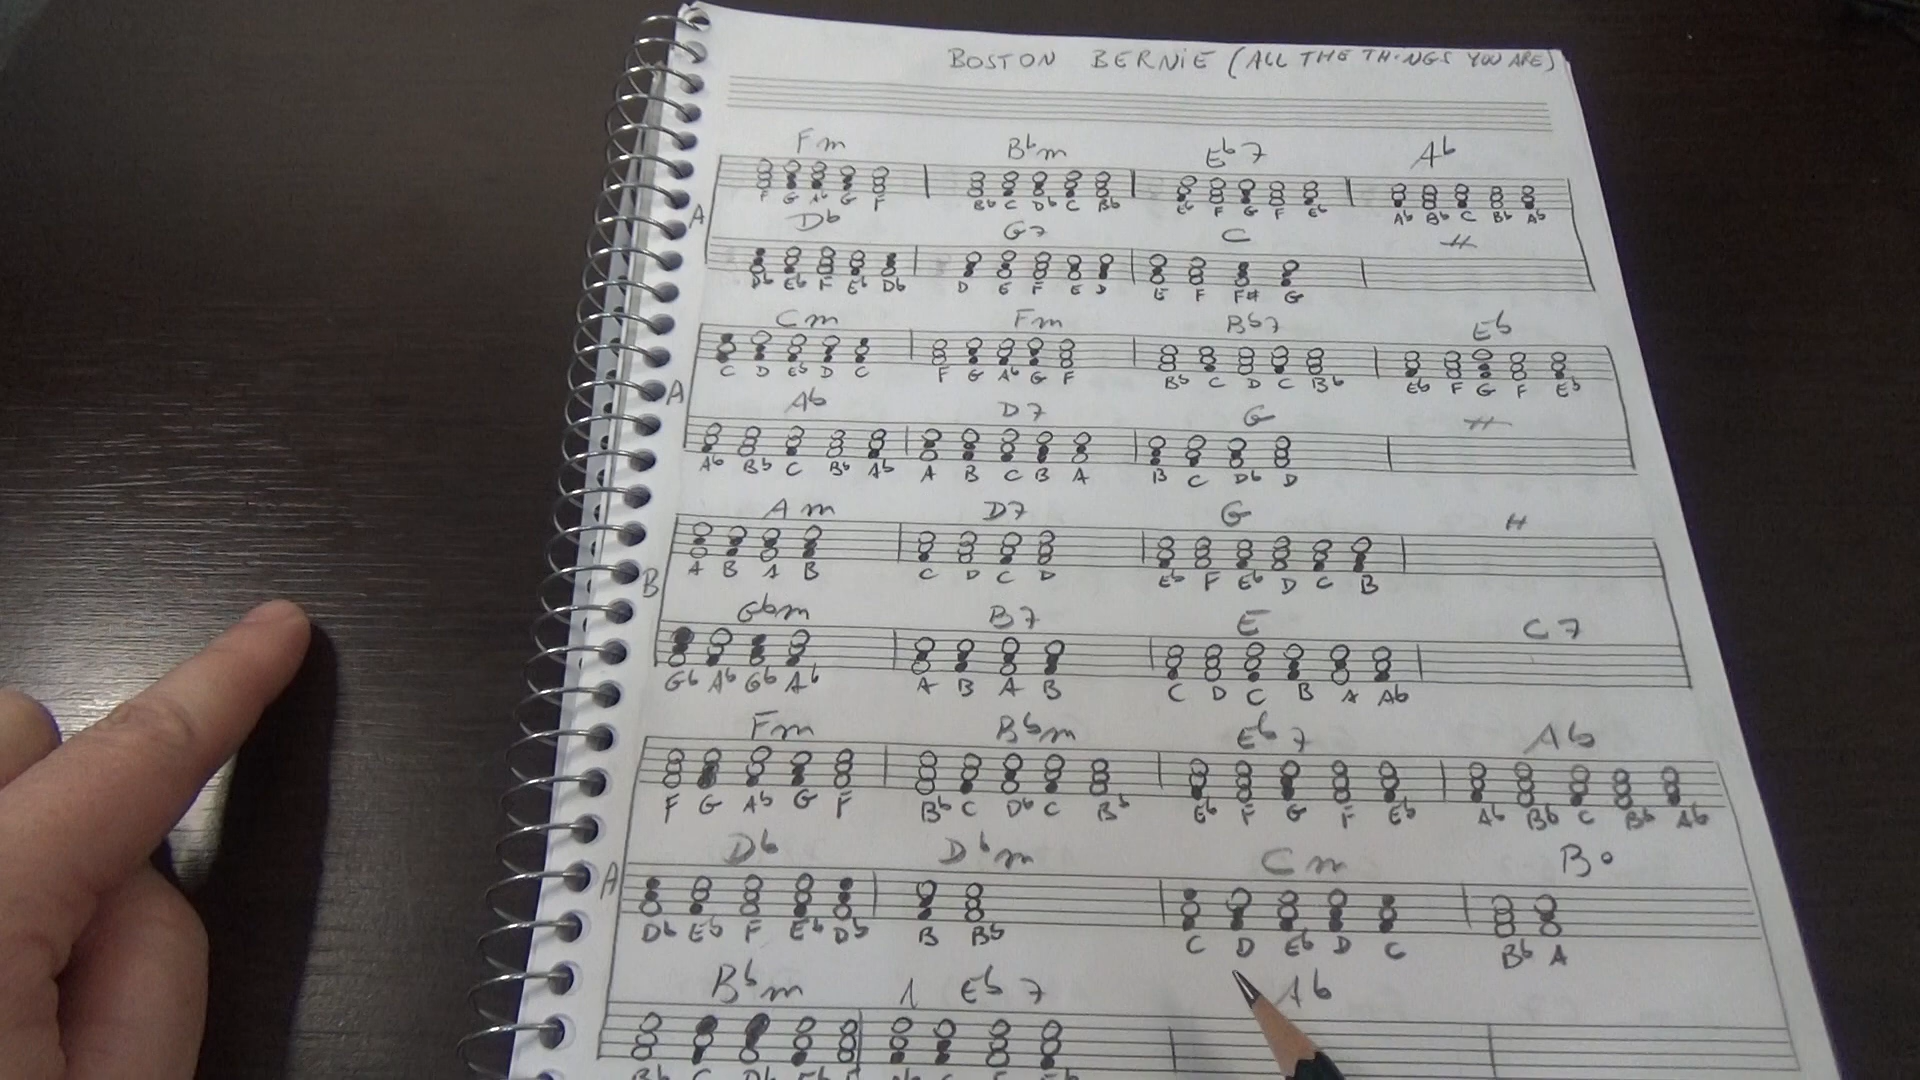 BOSTON BERNIE (ALL THE THINGS YOU ARE)
Fm Bbm Eb7 Ab
F G Ab G F Bb C Db C Bb Eb F G F Eb Ab Bb C Bb Ab
A
Db G7 C
Db Eb F Eb Db D E F E D E F F# G
Cm Fm Bb7 Eb
C D Eb D C F G Ab G F Bb C D C Bb Eb F G F Eb
A
Ab D7 G
Ab Bb C Bb Ab A B C B A B C Db D
Am D7 G
A B A B C D C D Eb F Eb D C B
B
Gbm B7 E C7
Gb Ab Gb Ab A B A B C D C B A Ab
Fm Bbm Eb7 Ab
F G Ab G F Bb C Db C Bb Eb F G F Eb Ab Bb C Bb Ab
A
Db Dbm Cm Bo
Db Eb F Eb Db B Bb C D Eb D C Bb A
Bbm Eb7 Ab